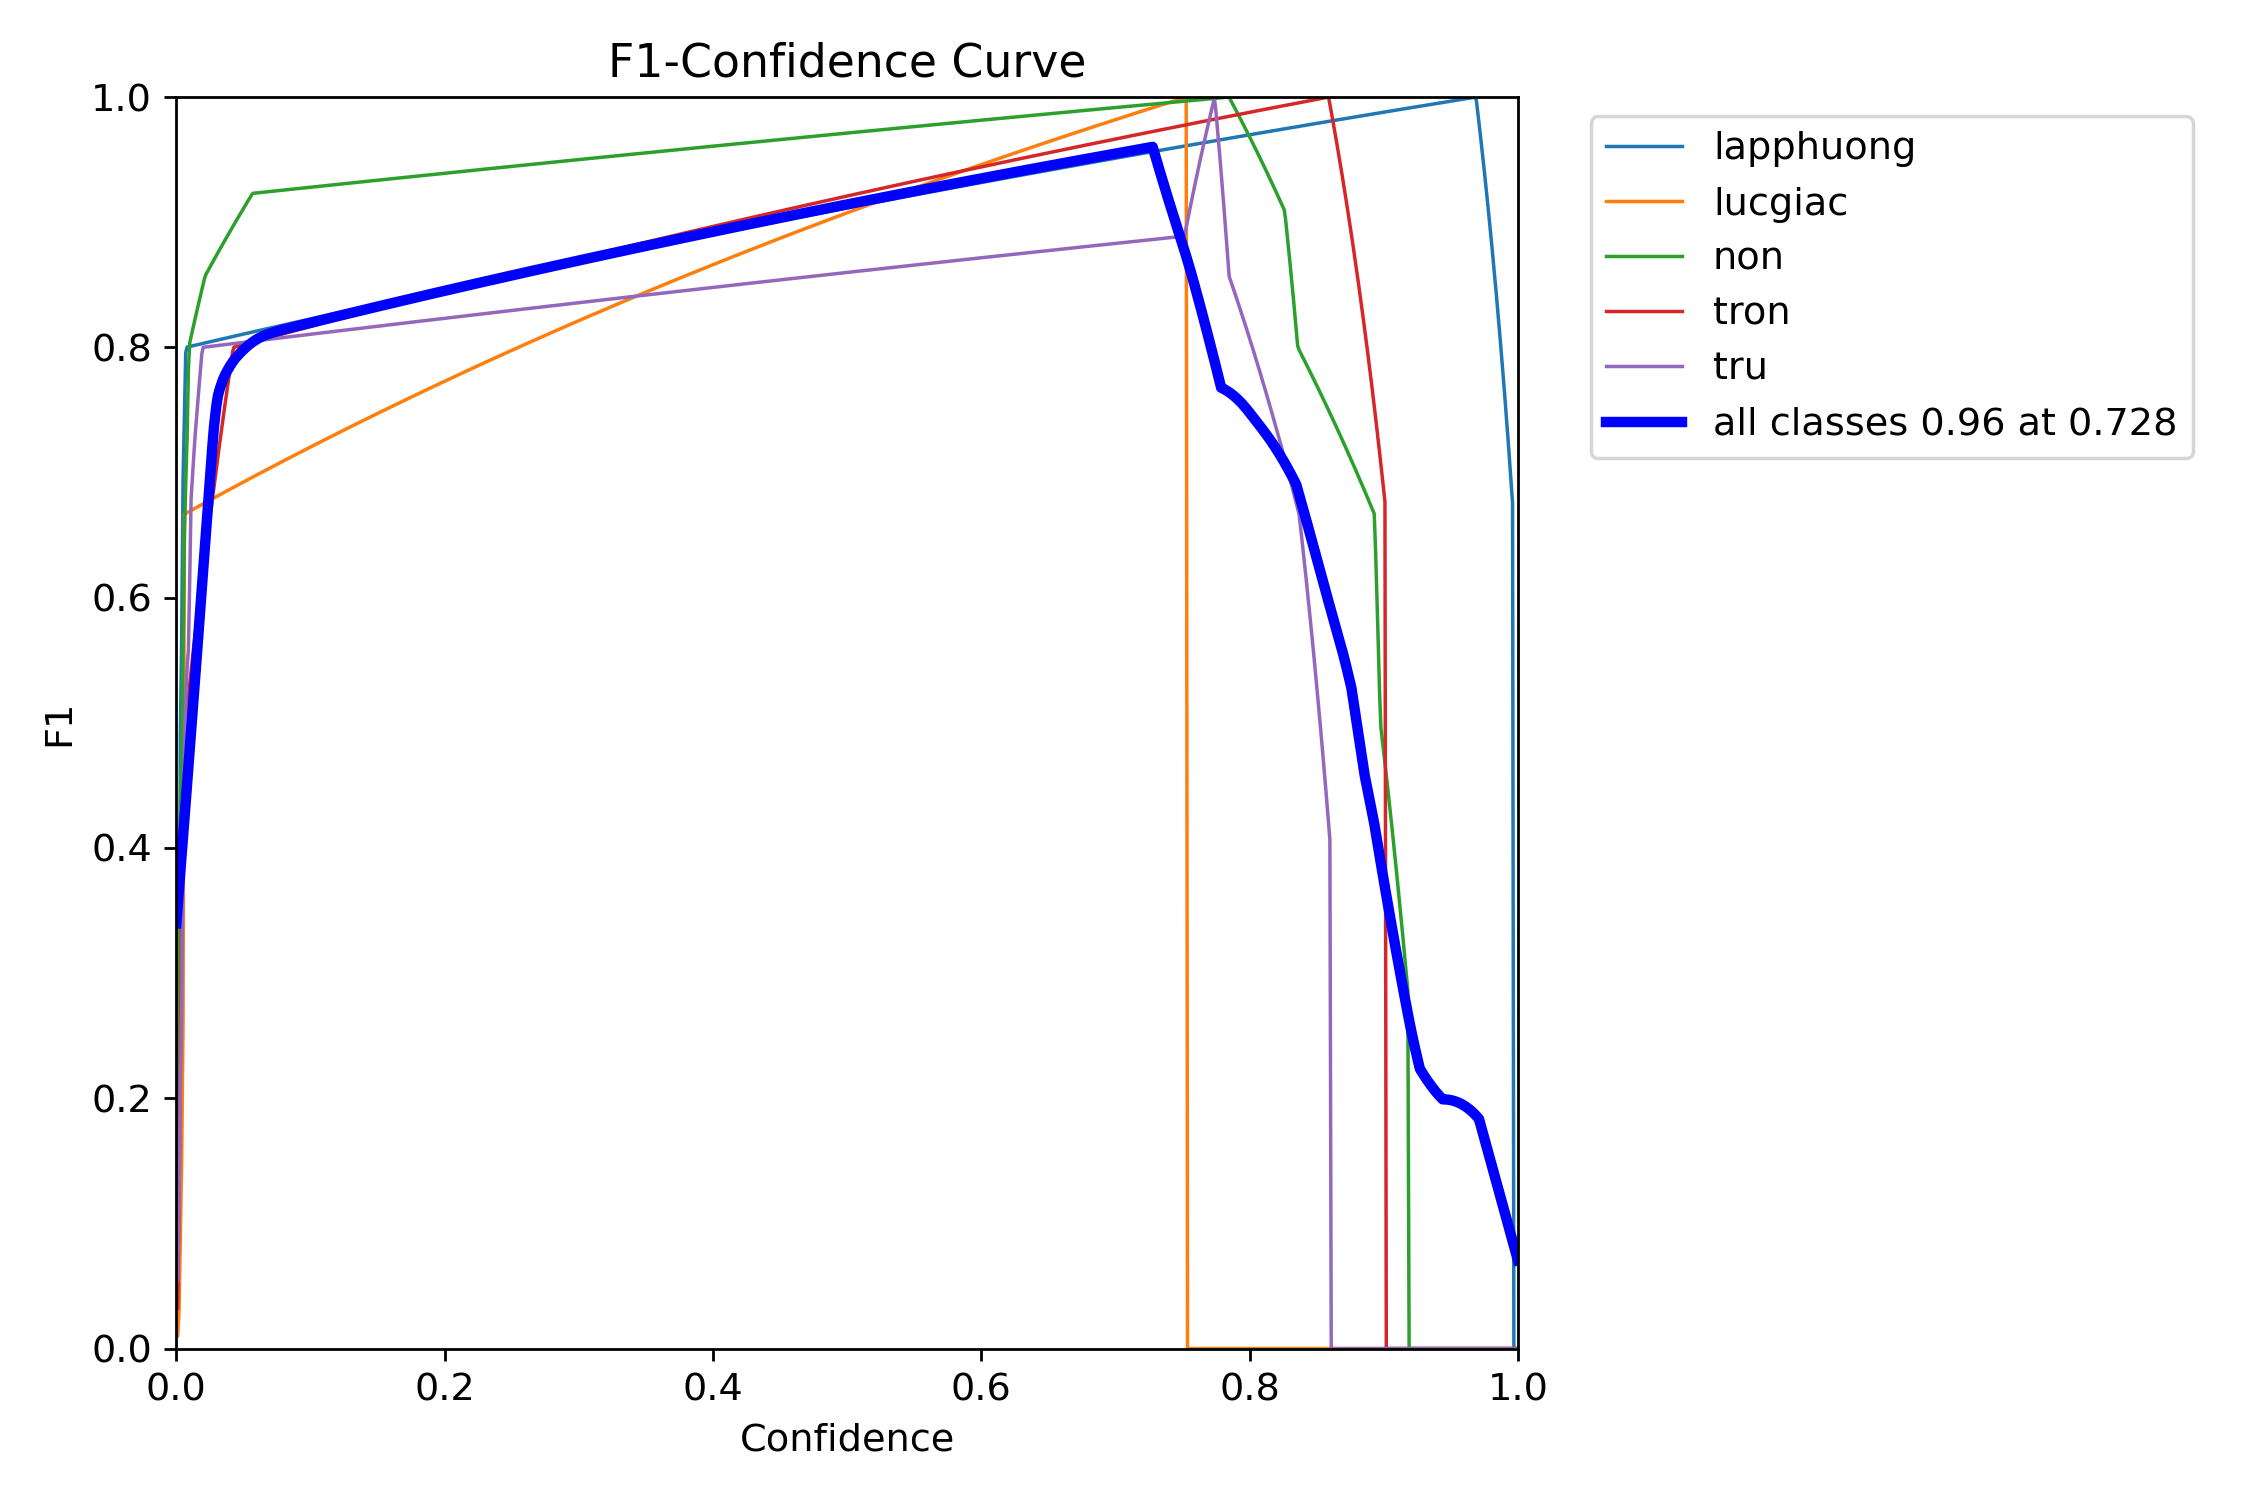 F1-Confidence Curve
1.0
0.8
0.6
0.4
0.2
0.0
F1
0.0 0.2 0.4 0.6 0.8 1.0
Confidence
lapphuong
lucgiac
non
tron
tru
all classes 0.96 at 0.728